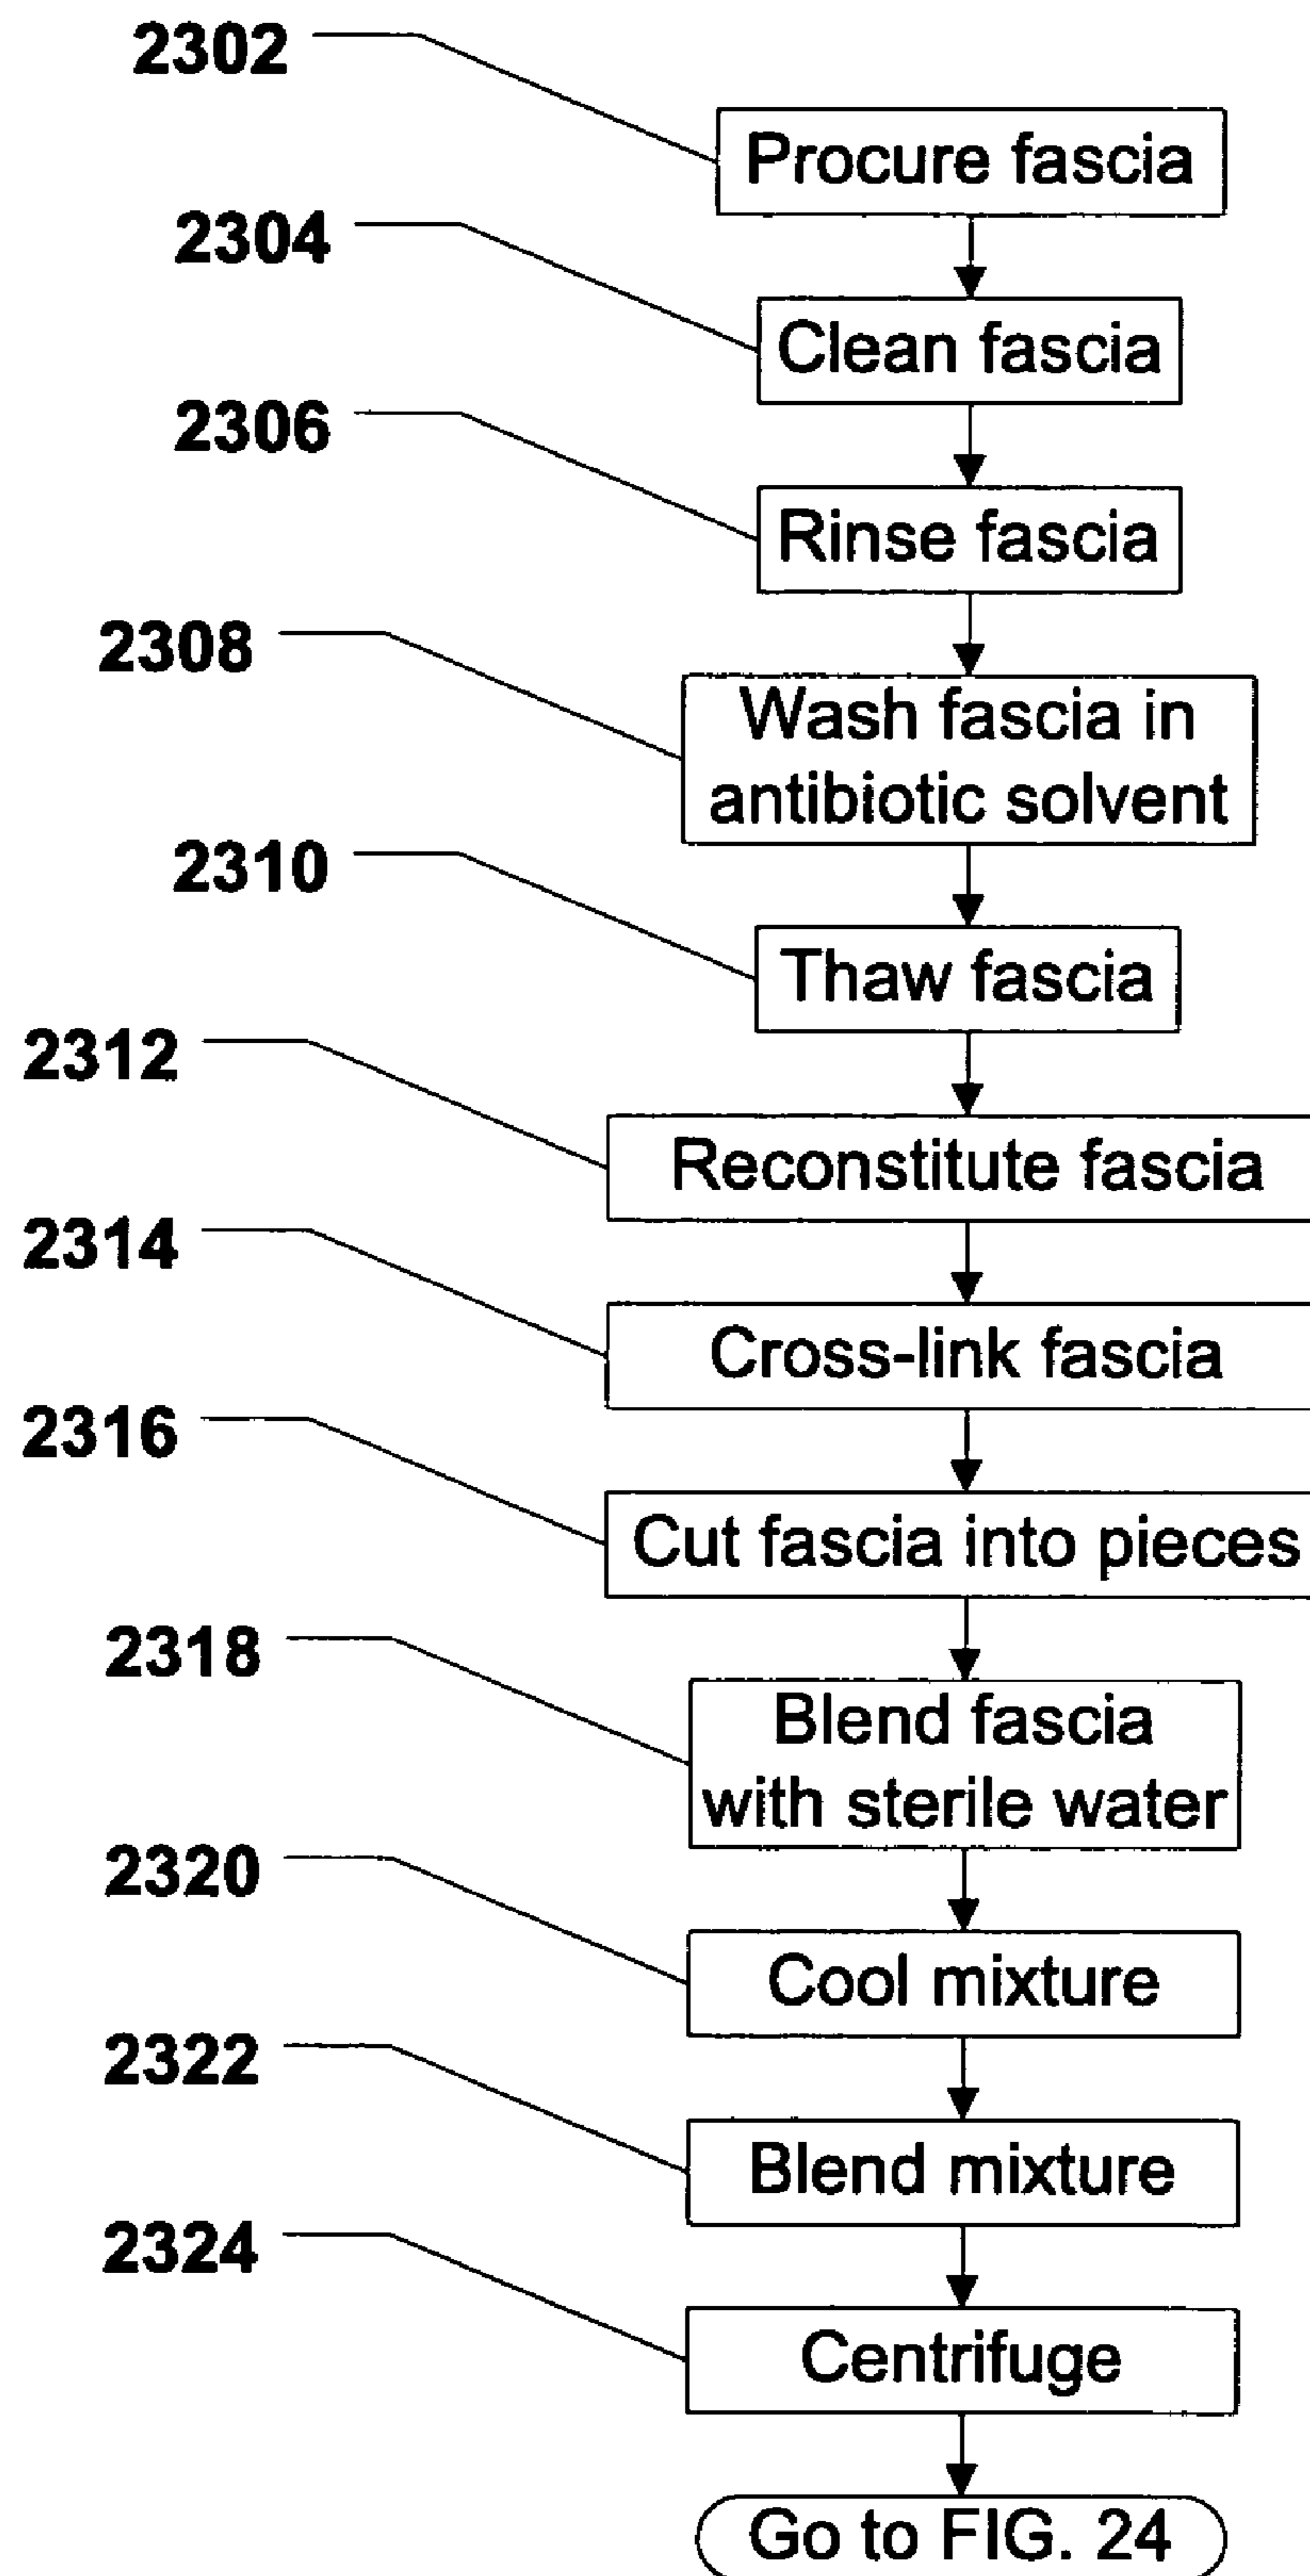 2302
Procure fascia
2304
Clean fascia
2306
Rinse fascia
2308
Wash fascia in
antibiotic solvent
2310
Thaw fascia
2312
Reconstitute fascia
2314
Cross-link fascia
2316
Cut fascia into pieces
2318
Blend fascia
with sterile water
2320
Cool mixture
2322
Blend mixture
2324
Centrifuge
Go to FIG. 24